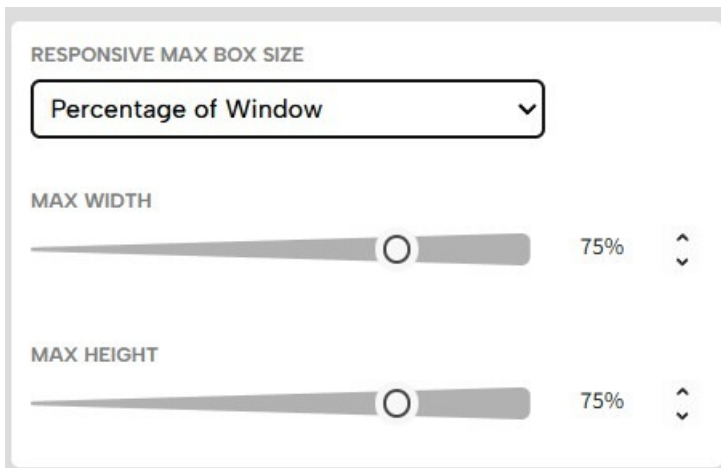 RESPONSIVE MAX BOX SIZE
Percentage of Window
MAX WIDTH
75%
MAX HEIGHT
75%